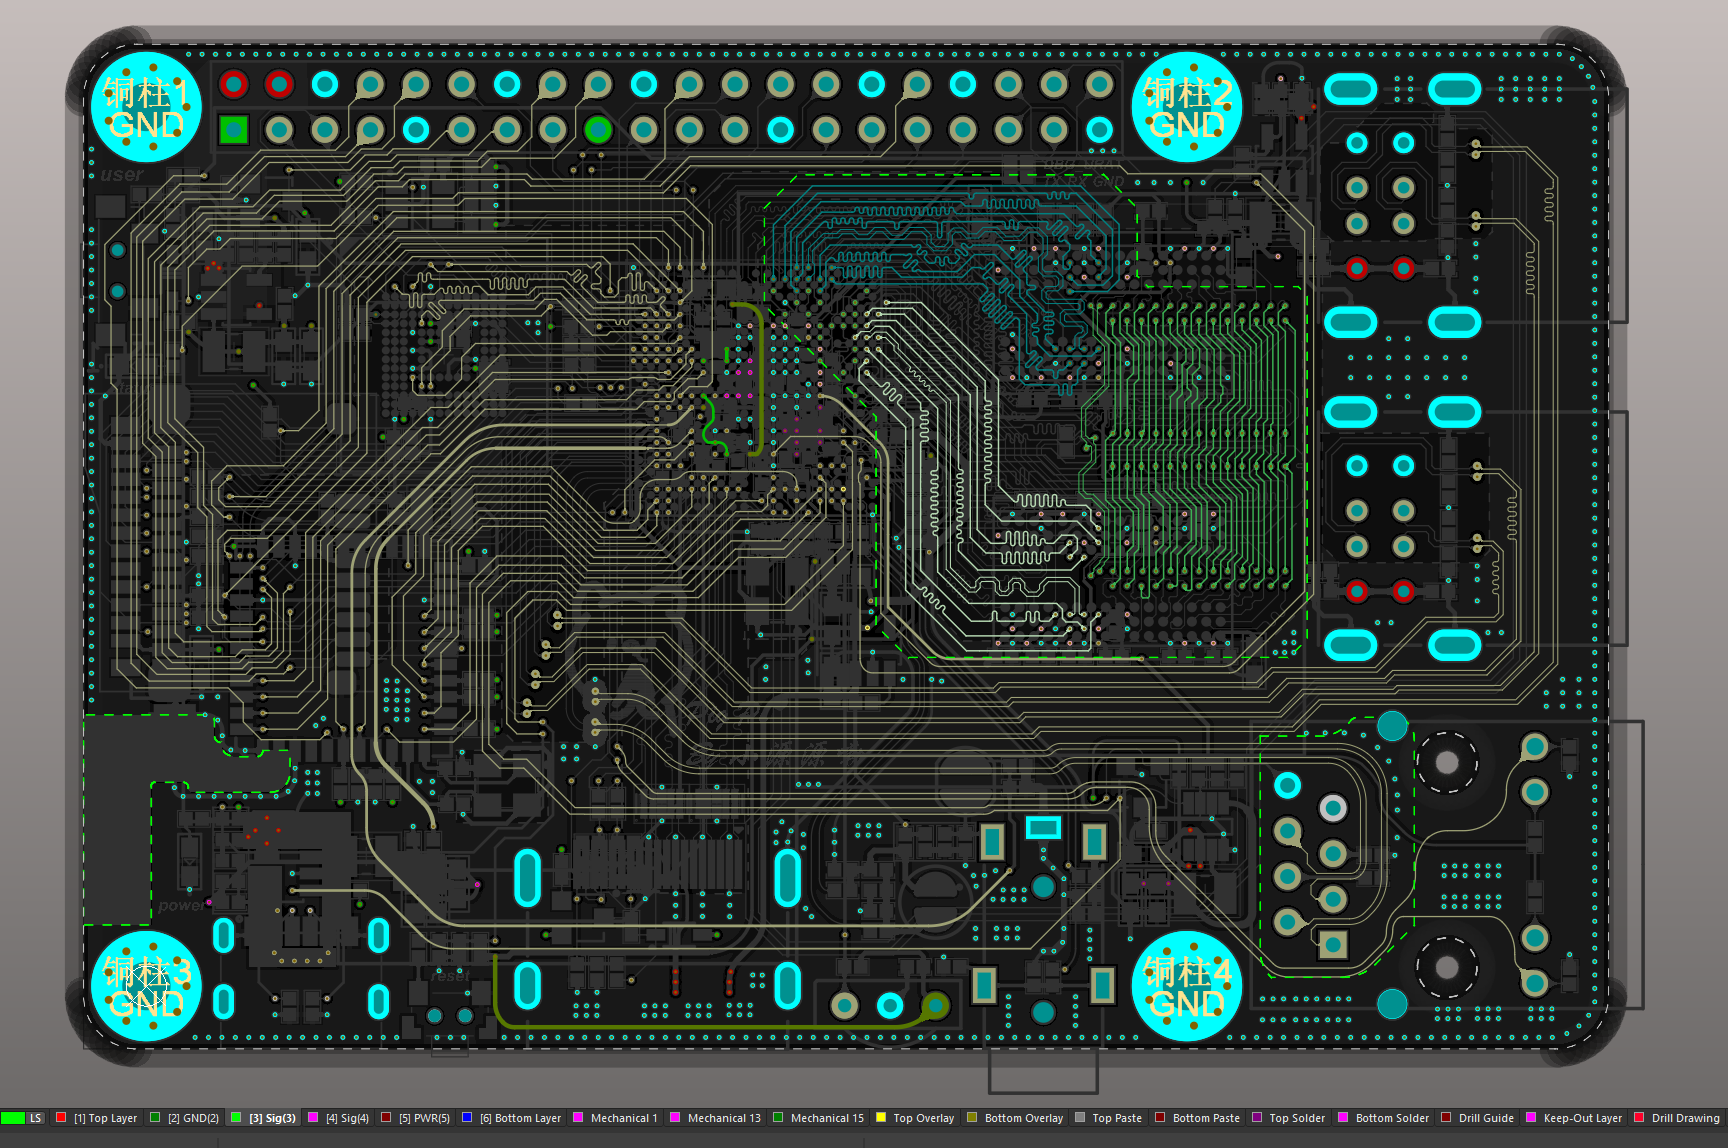 铜柱1
GND
铜柱2
GND
user
铜柱3
GND
铜柱4
GND
power
reset
LS
[1] Top Layer
[2] GND(2)
[3] Sig(3)
[4] Sig(4)
[5] PWR(5)
[6] Bottom Layer
Mechanical 1
Mechanical 13
Mechanical 15
Top Overlay
Bottom Overlay
Top Paste
Bottom Paste
Top Solder
Bottom Solder
Drill Guide
Keep-Out Layer
Drill Drawing